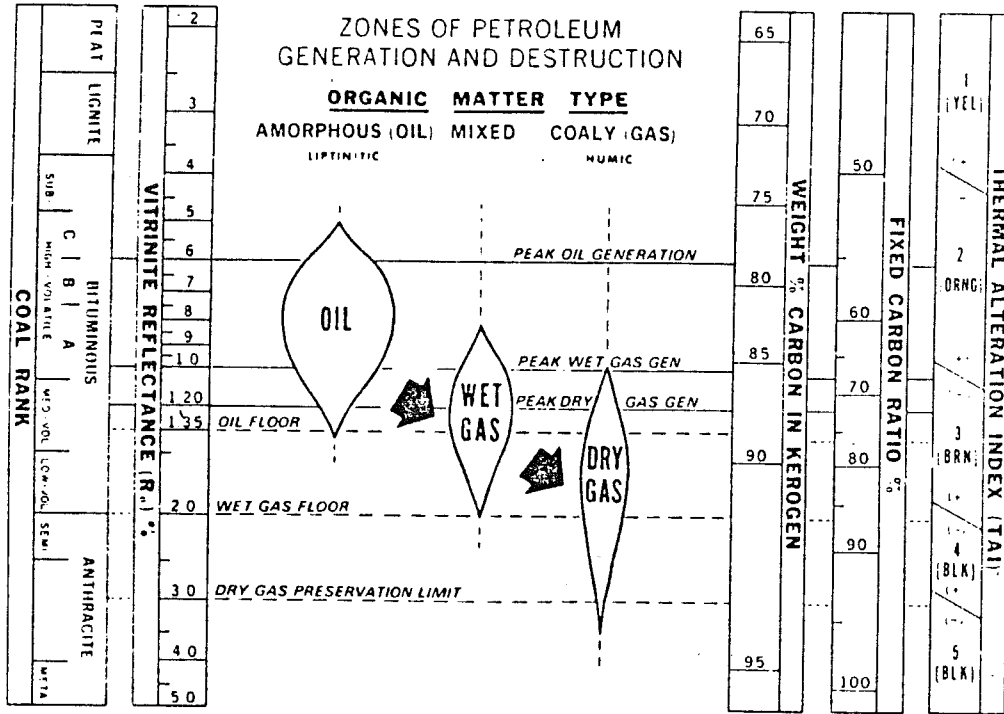 ZONES OF PETROLEUM
GENERATION AND DESTRUCTION
ORGANIC MATTER TYPE
AMORPHOUS (OIL) MIXED COALY (GAS)
LIPTINITIC HUMIC
COAL RANK
PEAT
LIGNITE
SUB-
BITUMINOUS
HIGH-VOLATILE
C
B
A
MED-VOL
LOW-VOL
SEMI
ANTHRACITE
META
VITRINITE REFLECTANCE (R₀) %
.2
.3
.4
.5
.6
.7
.8
.9
1.0
1.20
1.35
2.0
3.0
4.0
5.0
OIL
WET
GAS
DRY
GAS
PEAK OIL GENERATION
PEAK WET GAS GEN
PEAK DRY GAS GEN
OIL FLOOR
WET GAS FLOOR
DRY GAS PRESERVATION LIMIT
WEIGHT % CARBON IN KEROGEN
65
70
75
80
85
90
95
FIXED CARBON RATIO %
50
60
70
80
90
100
THERMAL ALTERATION INDEX (TAI)
1
(YEL)
2
ORNG
3
(BRN)
4
(BLK)
5
(BLK)